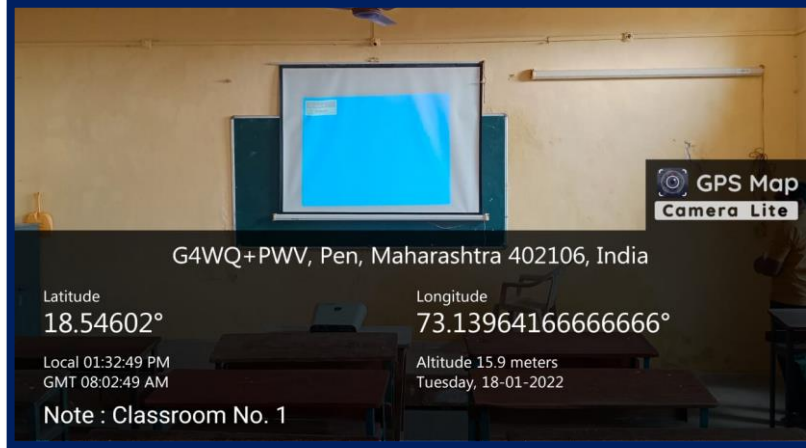 GPS Map
Camera Lite
G4WQ+PWV, Pen, Maharashtra 402106, India
Latitude
18.54602°
Longitude
73.13964166666666°
Local 01:32:49 PM
GMT 08:02:49 AM
Altitude 15.9 meters
Tuesday, 18-01-2022
Note : Classroom No. 1